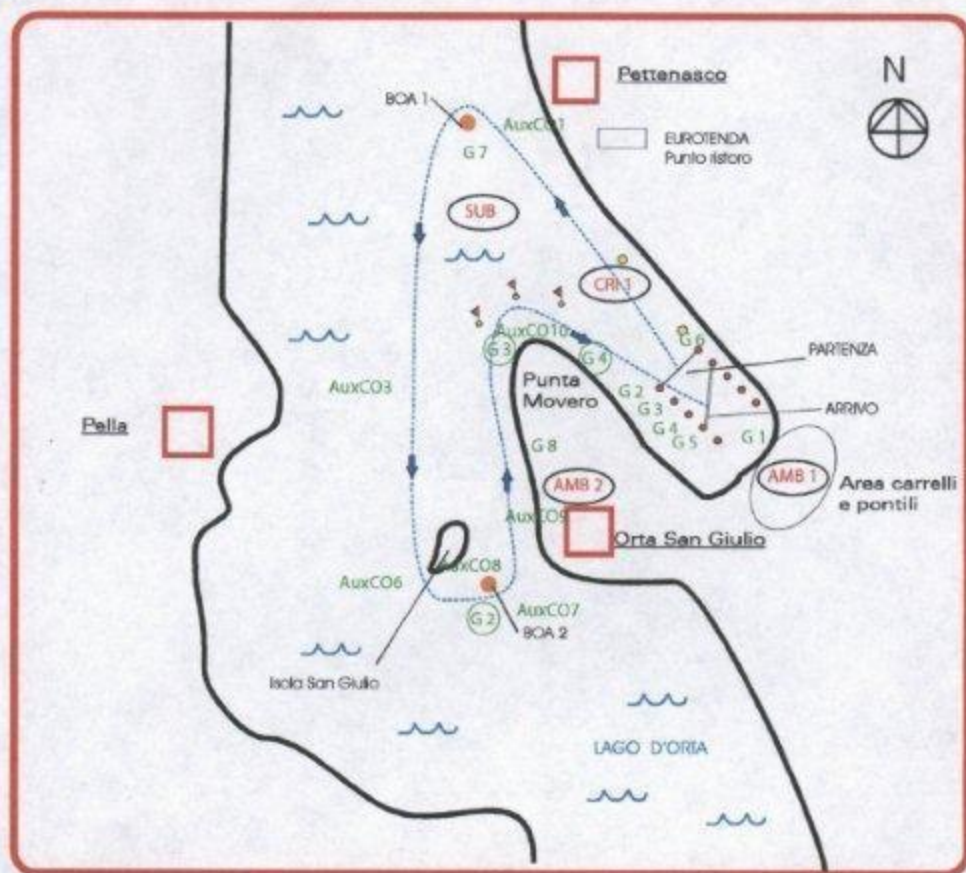 N
Pettenasco
BOA 1
AuxCO1
EUROTENDA
Punto ristoro
G 7
SUB
CRI 1
AuxCO10
G 6
G 3
G 4
PARTENZA
AuxCO3
Punta
Movero
G 2
G 3
G 4
G 5
G 1
ARRIVO
Pella
G 8
AMB 2
AMB 1
Area carrelli
e pontili
AuxCO9
Orta San Giulio
AuxCO8
AuxCO6
AuxCO7
G 2
BOA 2
Isola San Giulio
LAGO D'ORTA